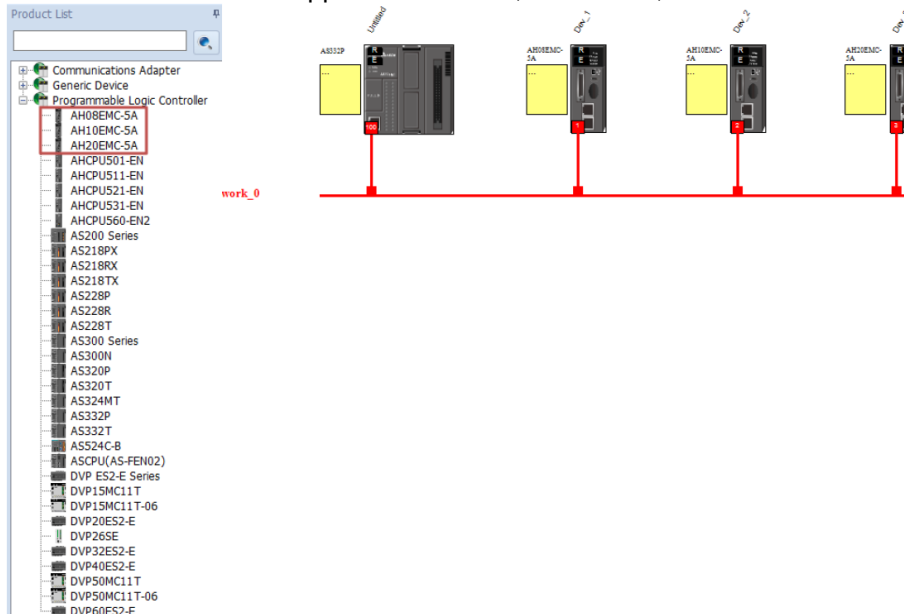 Product List
Communications Adapter
Generic Device
Programmable Logic Controller
AH08EMC-5A
AH10EMC-5A
AH20EMC-5A
AHCPU501-EN
AHCPU511-EN
AHCPU521-EN
AHCPU531-EN
AHCPU560-EN2
AS200 Series
AS218PX
AS218RX
AS218TX
AS228P
AS228R
AS228T
AS300 Series
AS300N
AS320P
AS320T
AS324MT
AS332P
AS332T
AS524C-B
ASCPU(AS-FEN02)
DVP ES2-E Series
DVP15MC11T
DVP15MC11T-06
DVP20ES2-E
DVP26SE
DVP32ES2-E
DVP40ES2-E
DVP50MC11T
DVP50MC11T-06
DVP60ES2-E
Untitled
Dev_1
Dev_2
AS332P
...
R
E
100
AH08EMC-
5A
...
R
E
1
AH10EMC-
5A
...
R
E
2
AH20EMC-
5A
...
R
E
3
work_0